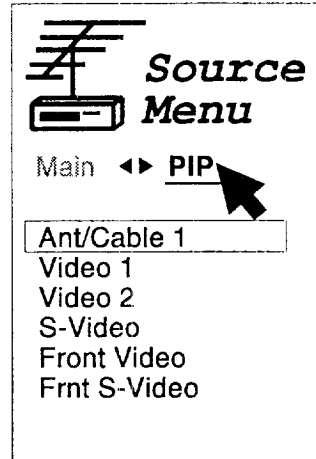 Source
Menu
Main ◄► PIP
Ant/Cable 1
Video 1
Video 2
S-Video
Front Video
Frnt S-Video